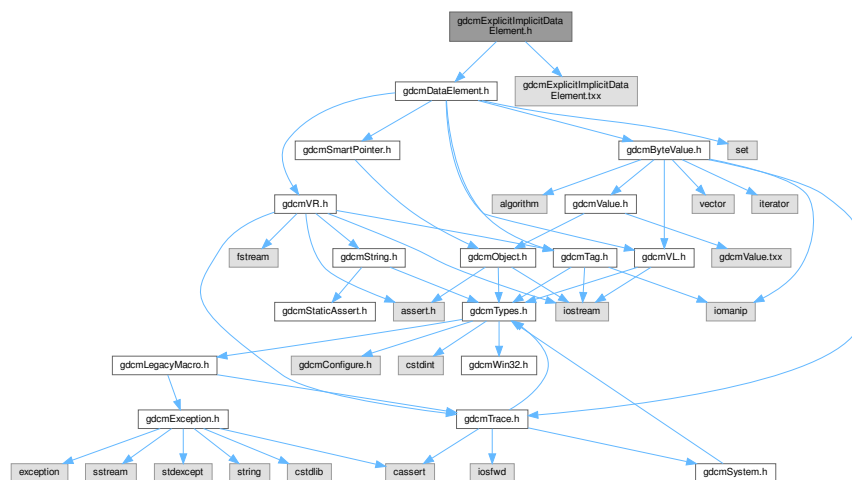 gdcmExplicitImplicitData
Element.h
gdcmDataElement.h
gdcmExplicitImplicitData
Element.txx
gdcmSmartPointer.h
gdcmByteValue.h
set
gdcmVR.h
algorithm
gdcmValue.h
vector
iterator
fstream
gdcmString.h
gdcmObject.h
gdcmTag.h
gdcmVL.h
gdcmValue.txx
gdcmStaticAssert.h
assert.h
gdcmTypes.h
iostream
iomanip
gdcmLegacyMacro.h
gdcmConfigure.h
cstdint
gdcmWin32.h
gdcmException.h
gdcmTrace.h
exception
sstream
stdexcept
string
cstdlib
cassert
iosfwd
gdcmSystem.h